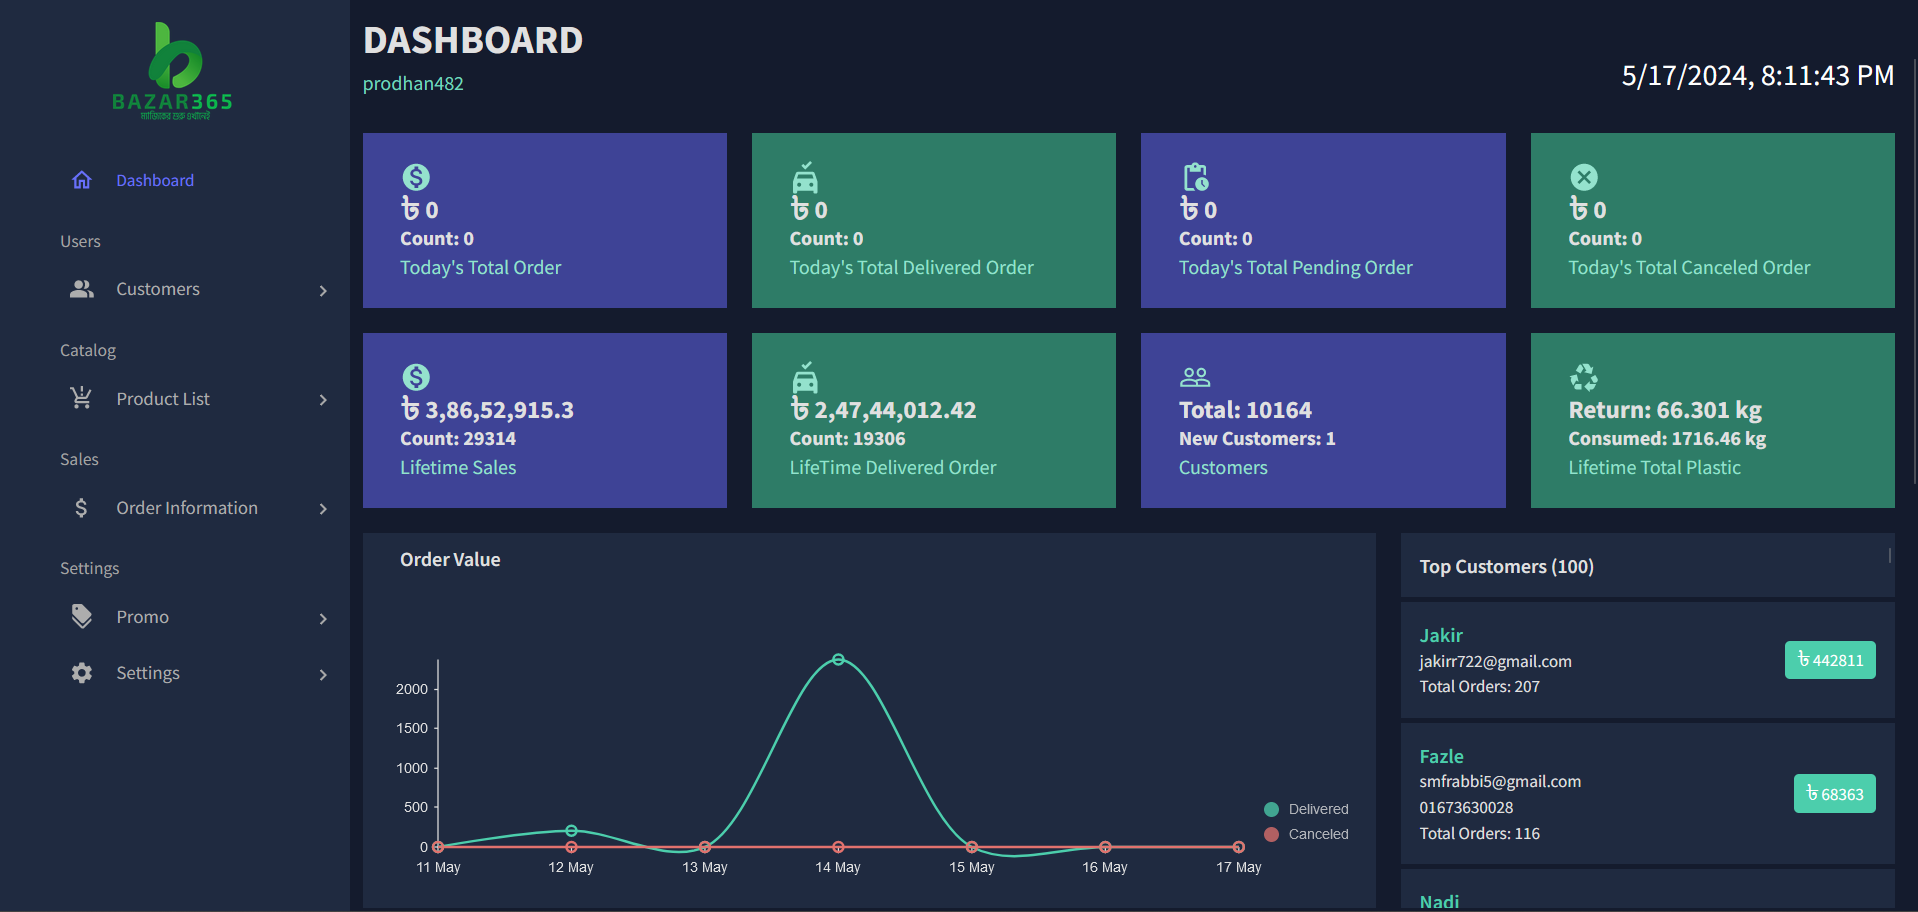 BAZAR365
DASHBOARD
prodhan482
5/17/2024, 8:11:43 PM
Dashboard
Users
Customers
Catalog
Product List
Sales
Order Information
Settings
Promo
Settings
৳ 0
Count: 0
Today's Total Order
৳ 0
Count: 0
Today's Total Delivered Order
৳ 0
Count: 0
Today's Total Pending Order
৳ 0
Count: 0
Today's Total Canceled Order
৳ 3,86,52,915.3
Count: 29314
Lifetime Sales
৳ 2,47,44,012.42
Count: 19306
LifeTime Delivered Order
Total: 10164
New Customers: 1
Customers
Return: 66.301 kg
Consumed: 1716.46 kg
Lifetime Total Plastic
Order Value
2000
1500
1000
500
0
11 May 12 May 13 May 14 May 15 May 16 May 17 May
Delivered
Canceled
Top Customers (100)
Jakir
jakirr722@gmail.com
Total Orders: 207
৳ 442811
Fazle
smfrabbi5@gmail.com
01673630028
Total Orders: 116
৳ 68363
Nadi